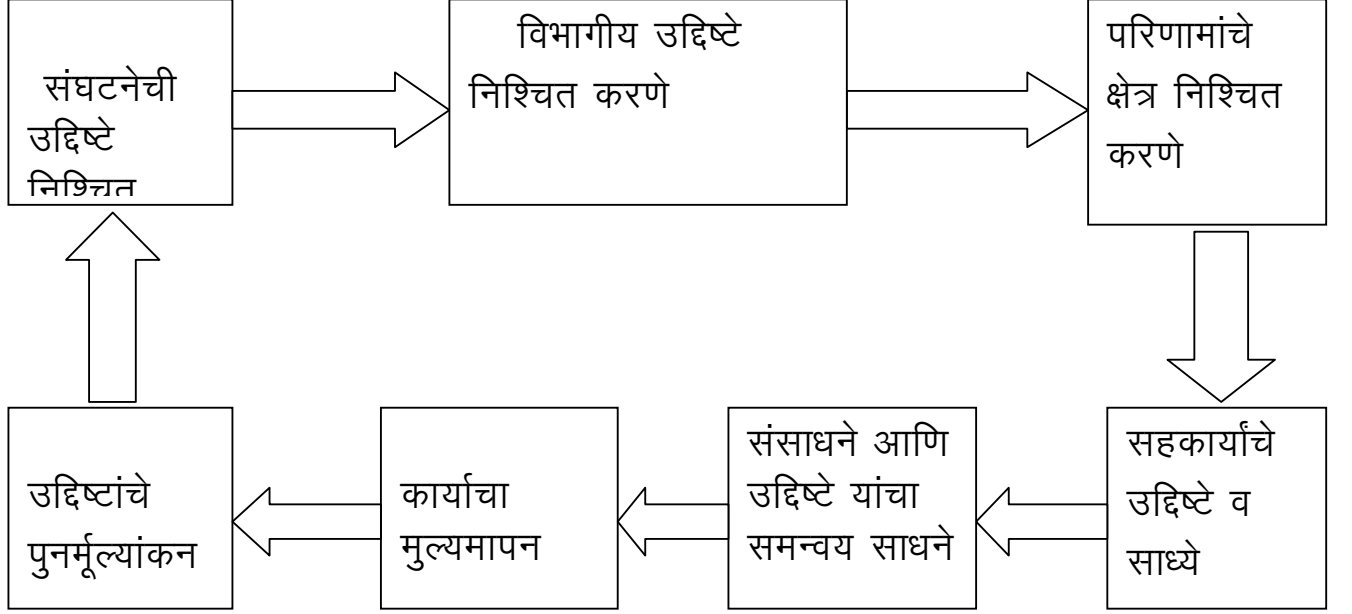 संघटनेची
उद्दिष्टे
निश्चित
विभागीय उद्दिष्टे
निश्चित करणे
परिणामांचे
क्षेत्र निश्चित
करणे
सहकार्यांचे
उद्दिष्टे व
साध्ये
संसाधने आणि
उद्दिष्टे यांचा
समन्वय साधने
कार्याचा
मुल्यमापन
उद्दिष्टांचे
पुनर्मूल्यांकन